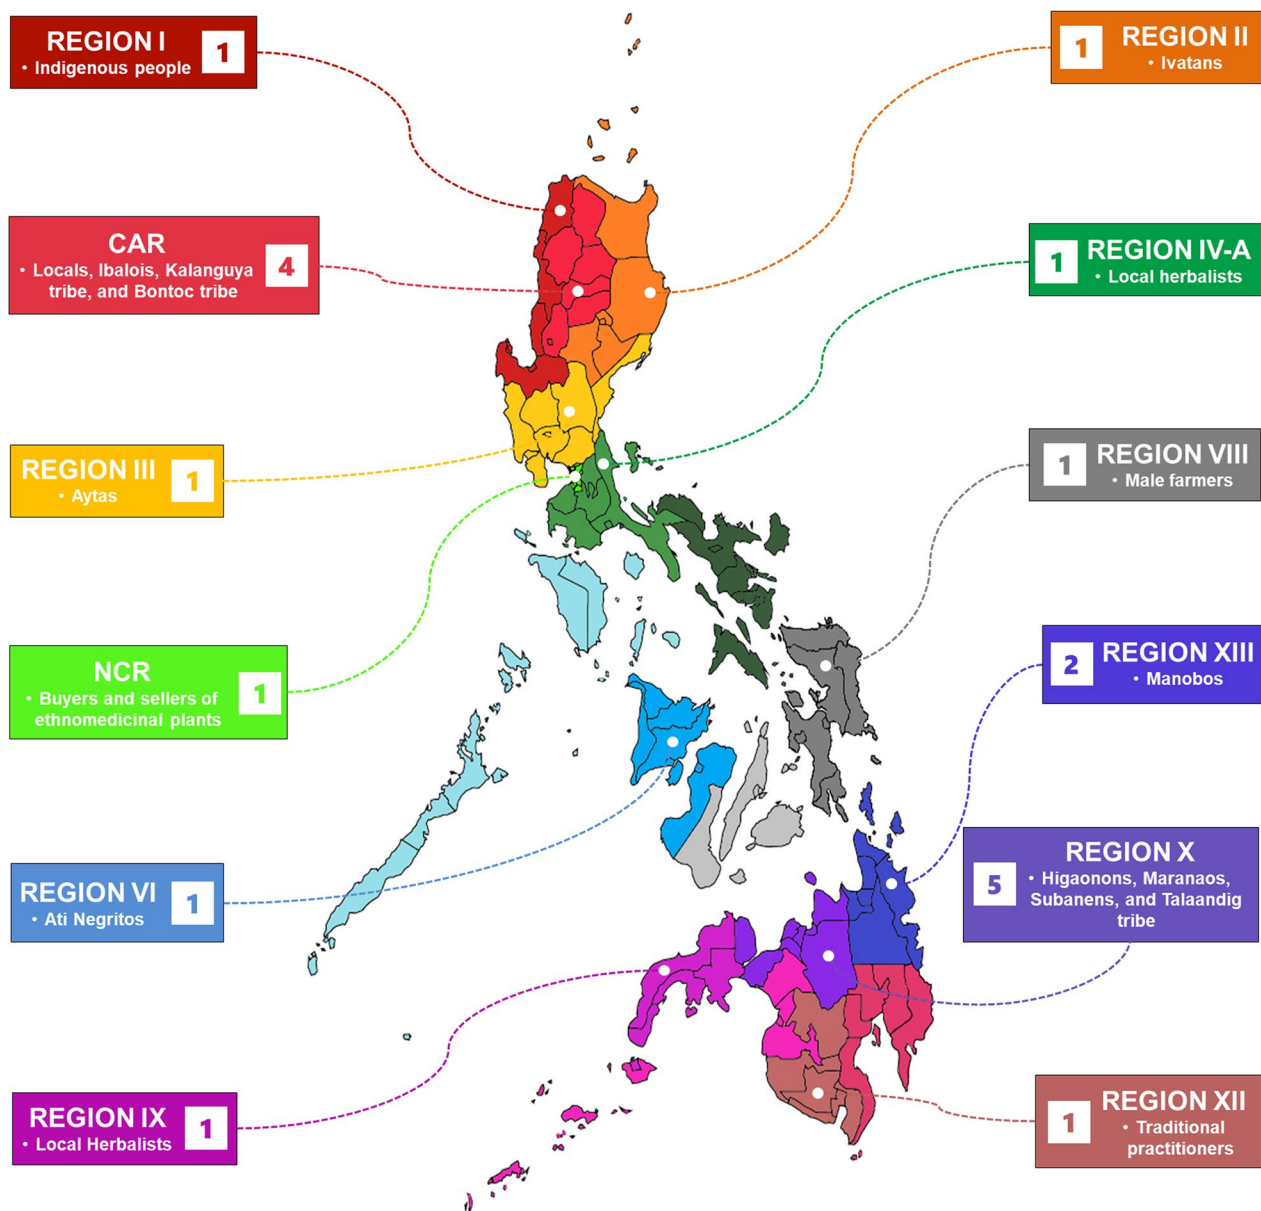 REGION I
• Indigenous people
1
1
REGION II
• Ivatans
CAR
• Locals, Ibalois, Kalanguya
tribe, and Bontoc tribe
4
1
REGION IV-A
• Local herbalists
REGION III
• Aytas
1
1
REGION VIII
• Male farmers
NCR
• Buyers and sellers of
ethnomedicinal plants
1
2
REGION XIII
• Manobos
REGION VI
• Ati Negritos
1
5
REGION X
• Higaonons, Maranaos,
Subanens, and Talaandig
tribe
REGION IX
• Local Herbalists
1
1
REGION XII
• Traditional
practitioners